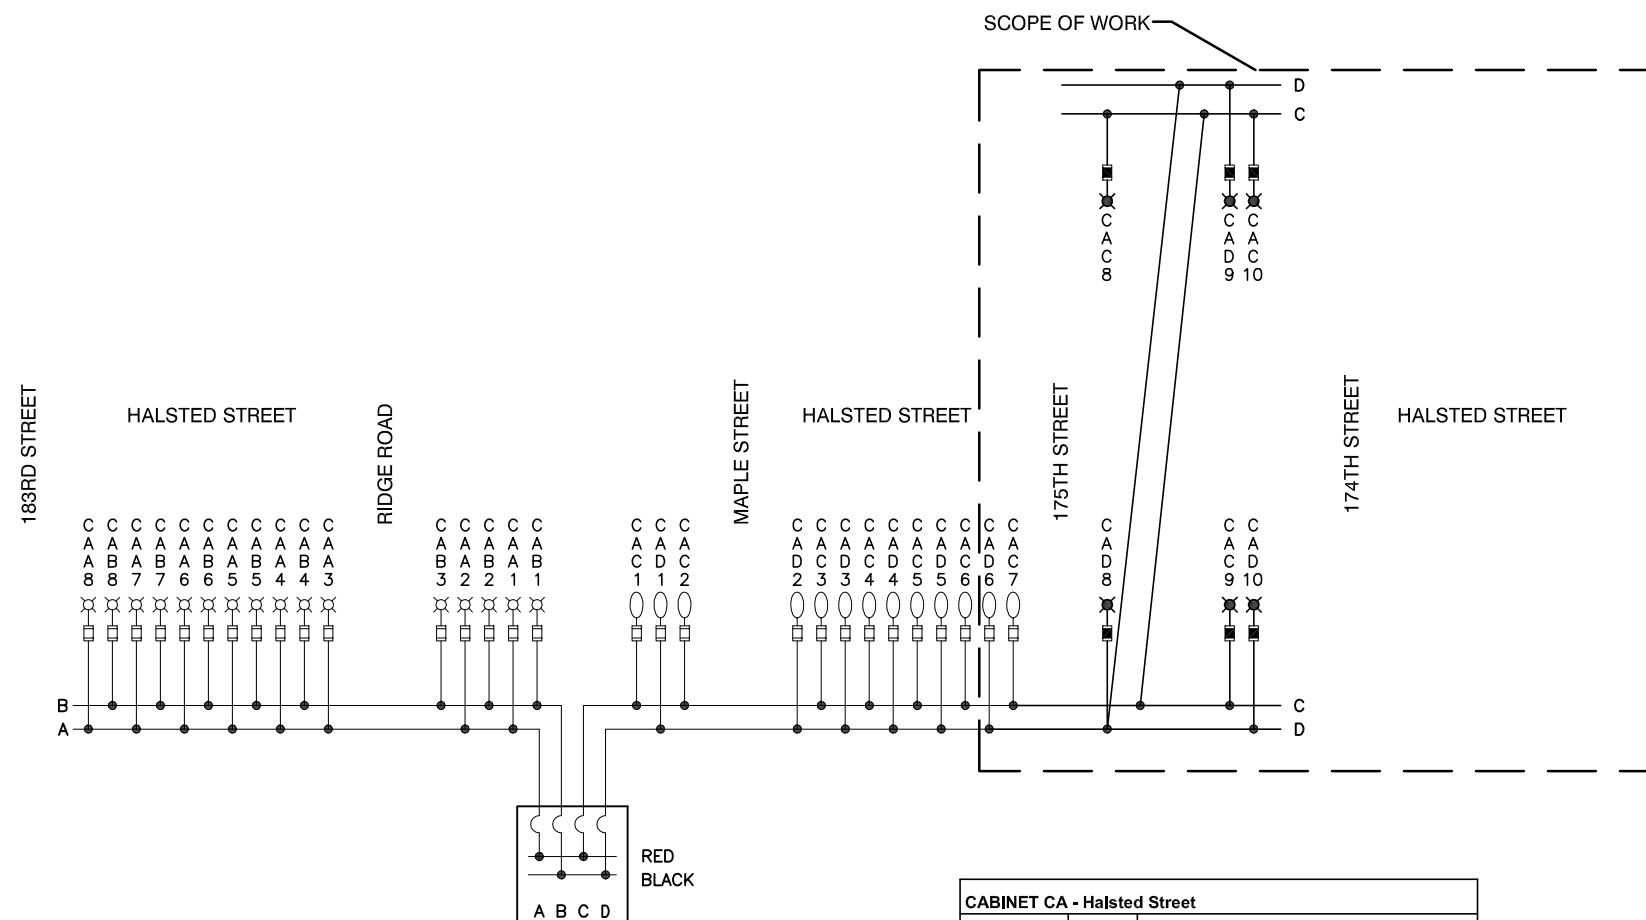 SCOPE OF WORK
D
C
CAC8
CAD9
CAC10
183RD STREET
HALSTED STREET
RIDGE ROAD
MAPLE STREET
HALSTED STREET
175TH STREET
174TH STREET
HALSTED STREET
CAA8
CAB8
CAA7
CAB7
CAA6
CAB6
CAA5
CAB5
CAA4
CAB4
CAA3
CAB3
CAA2
CAB2
CAA1
CAB1
CAC1
CAD1
CAC2
CAD2
CAC3
CAD3
CAC4
CAD4
CAC5
CAD5
CAC6
CAD6
CAC7
CAD8
CAC9
CAD10
B
A
C
D
RED
BLACK
A B C D
CABINET CA - Halsted Street